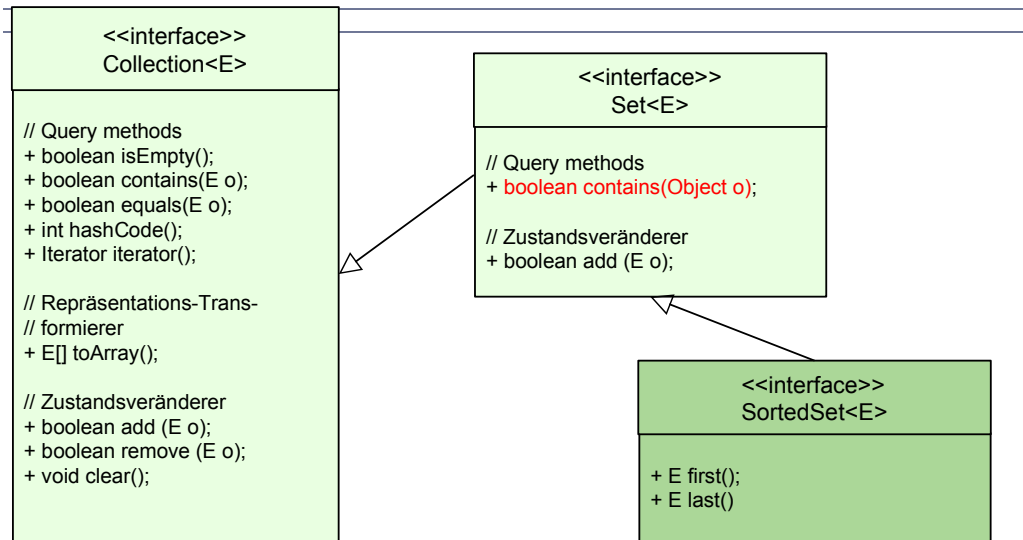 <<interface>>
Collection<E>
// Query methods
+ boolean isEmpty();
+ boolean contains(E o);
+ boolean equals(E o);
+ int hashCode();
+ Iterator iterator();
// Repräsentations-Trans-
// formierer
+ E[] toArray();
// Zustandsveränderer
+ boolean add (E o);
+ boolean remove (E o);
+ void clear();
<<interface>>
Set<E>
// Query methods
+ boolean contains(Object o);
// Zustandsveränderer
+ boolean add (E o);
<<interface>>
SortedSet<E>
+ E first();
+ E last()